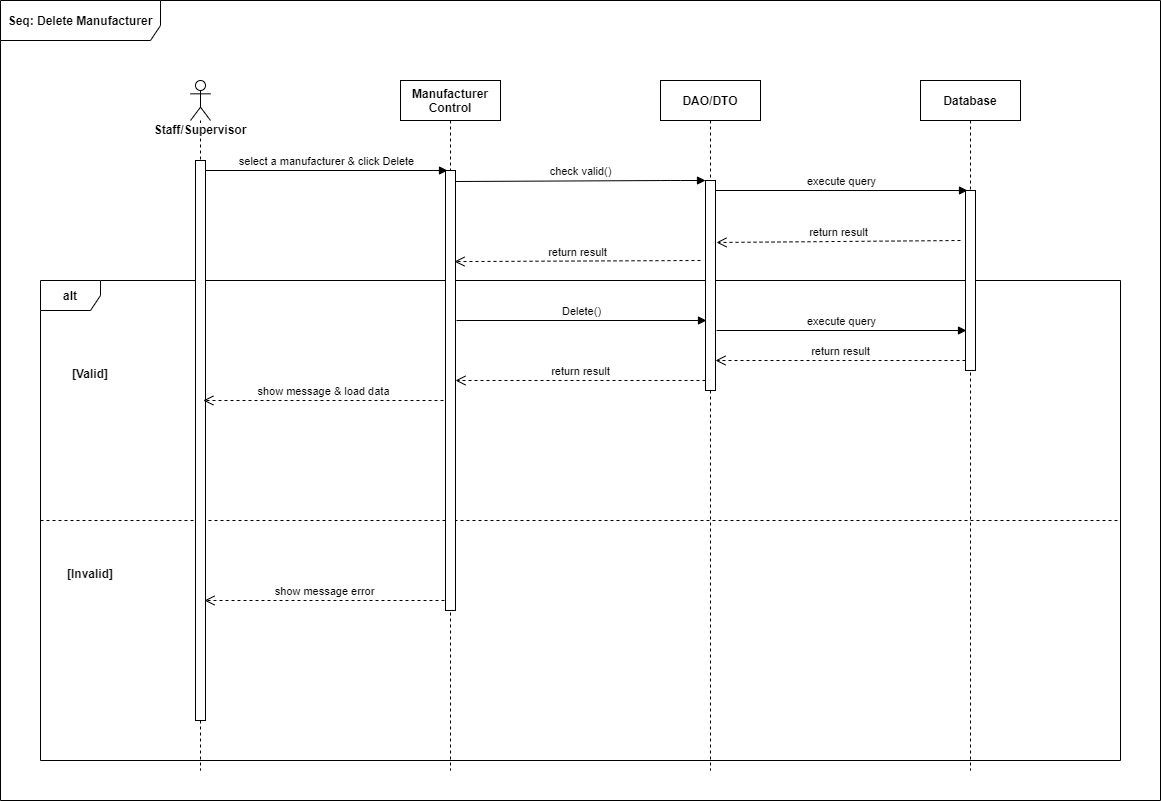 Seq: Delete Manufacturer
Staff/Supervisor
Manufacturer
Control
DAO/DTO
Database
select a manufacturer & click Delete
check valid()
execute query
return result
return result
alt
Delete()
execute query
return result
[Valid]
return result
show message & load data
[Invalid]
show message error